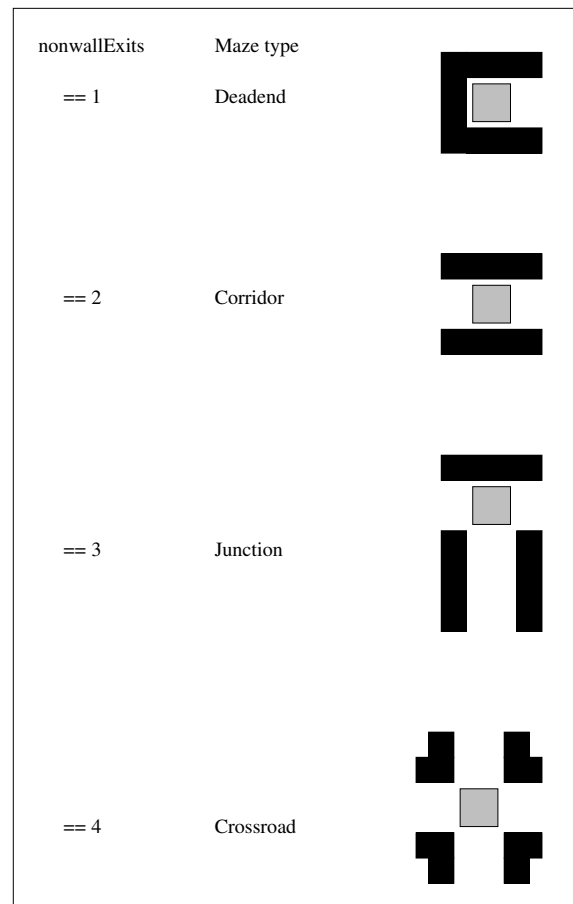 nonwallExits Maze type
== 1 Deadend
== 2 Corridor
== 3 Junction
== 4 Crossroad